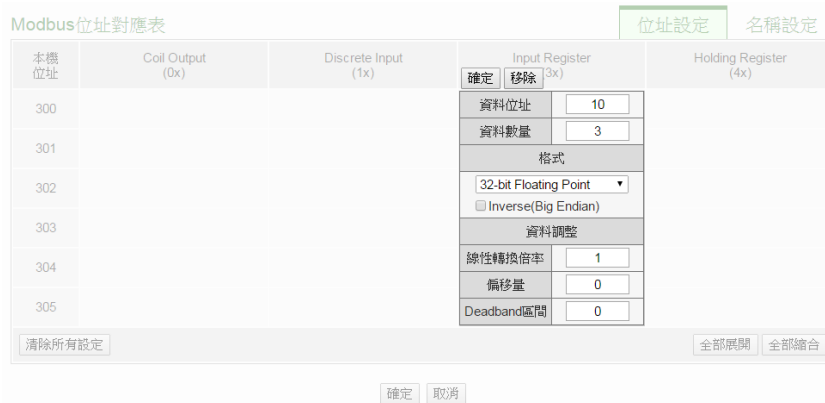 Modbus位址對應表
位址設定
名稱設定
本機
位址
Coil Output
(0x)
Discrete Input
(1x)
Input Register
3x)
Holding Register
(4x)
確定
移除
300
301
302
303
304
305
資料位址 10
資料數量 3
格式
32-bit Floating Point
Inverse(Big Endian)
資料調整
線性轉換倍率 1
偏移量 0
Deadband區間 0
清除所有設定
全部展開
全部縮合
確定
取消